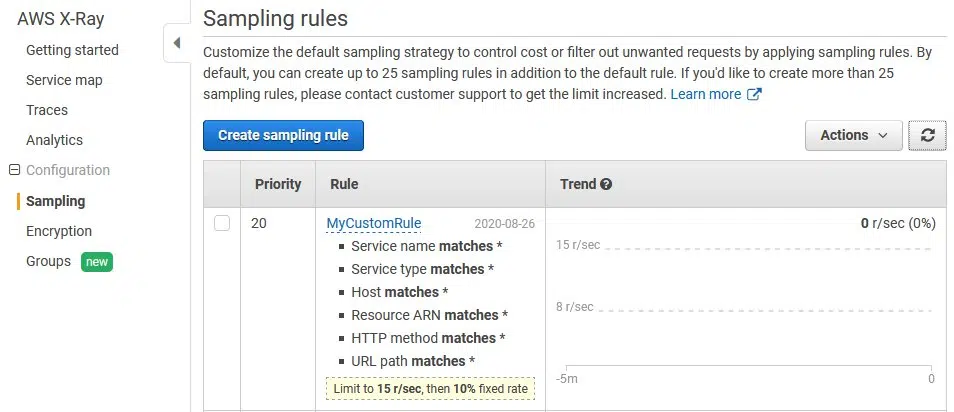 AWS X-Ray
Getting started
Service map
Traces
Analytics
Configuration
Sampling
Encryption
Groups new
Sampling rules
Customize the default sampling strategy to control cost or filter out unwanted requests by applying sampling rules. By
default, you can create up to 25 sampling rules in addition to the default rule. If you'd like to create more than 25
sampling rules, please contact customer support to get the limit increased. Learn more
Create sampling rule
Actions
Priority Rule Trend
20 MyCustomRule 2020-08-26 0 r/sec (0%)
Service name matches *
Service type matches *
Host matches *
Resource ARN matches *
HTTP method matches *
URL path matches *
Limit to 15 r/sec, then 10% fixed rate
15 r/sec
8 r/sec
-5m 0